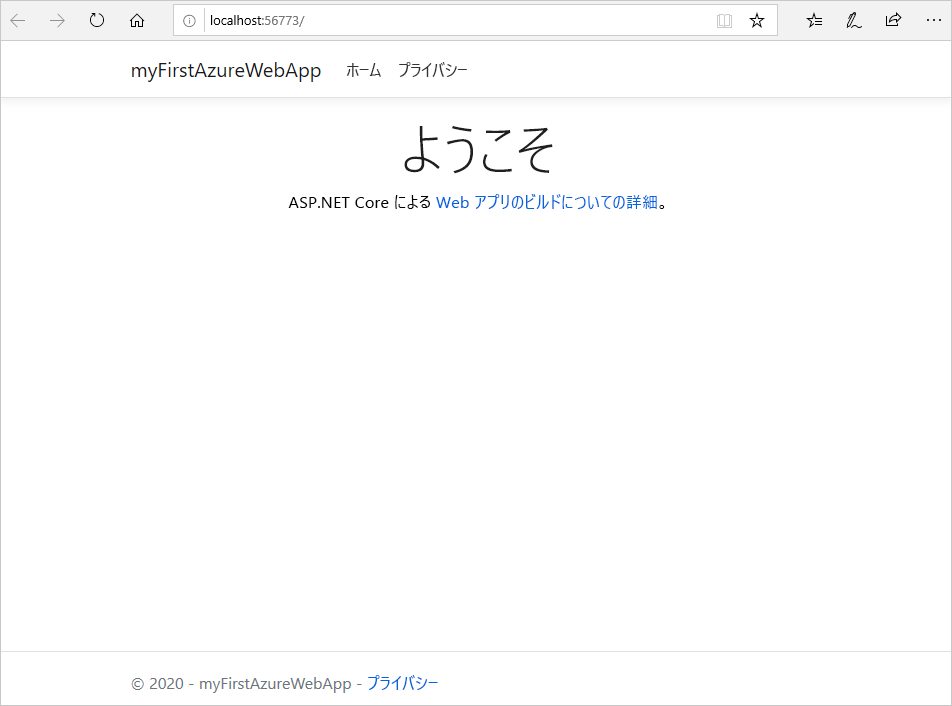 localhost:56773/
myFirstAzureWebApp ホーム プライバシー
ようこそ
ASP.NET Core による Web アプリのビルドについての詳細。
© 2020 - myFirstAzureWebApp - プライバシー